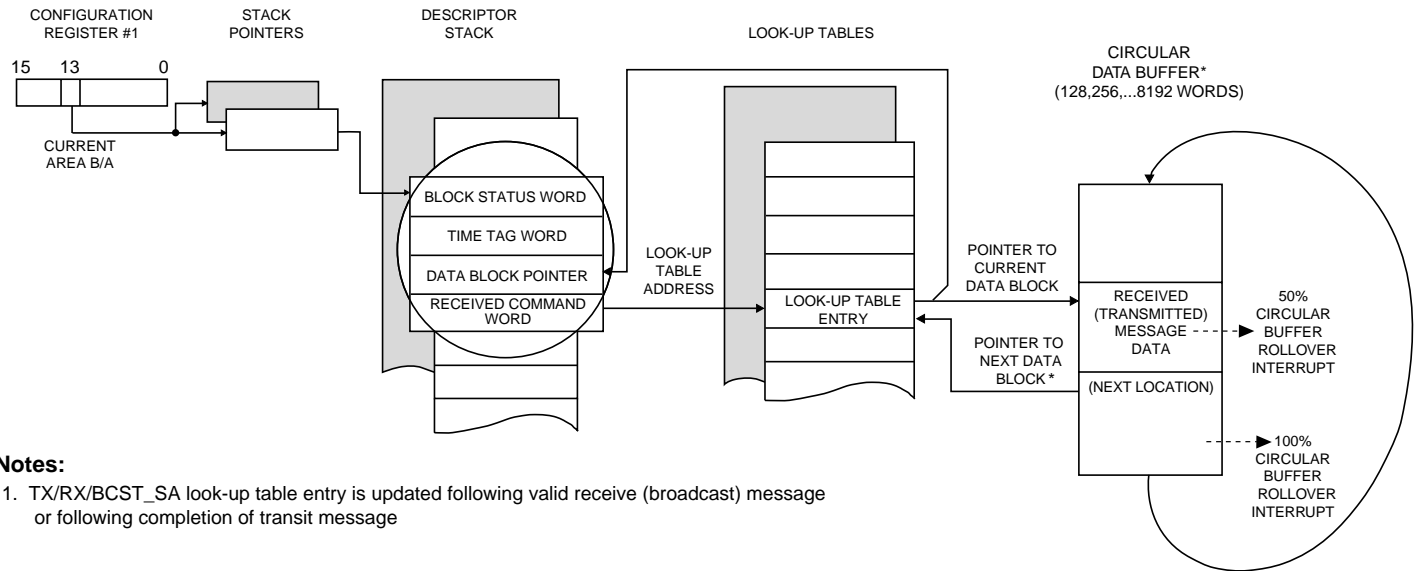 CONFIGURATION
REGISTER #1
STACK
POINTERS
DESCRIPTOR
STACK
LOOK-UP TABLES
CIRCULAR
DATA BUFFER*
(128,256,...8192 WORDS)
15 13 0
CURRENT
AREA B/A
BLOCK STATUS WORD
TIME TAG WORD
DATA BLOCK POINTER
RECEIVED COMMAND
WORD
LOOK-UP
TABLE
ADDRESS
LOOK-UP TABLE
ENTRY
POINTER TO
CURRENT
DATA BLOCK
POINTER TO
NEXT DATA
BLOCK *
RECEIVED
(TRANSMITTED)
MESSAGE
DATA
(NEXT LOCATION)
50%
CIRCULAR
BUFFER
ROLLOVER
INTERRUPT
100%
CIRCULAR
BUFFER
ROLLOVER
INTERRUPT
Notes:
1. TX/RX/BCST_SA look-up table entry is updated following valid receive (broadcast) message
or following completion of transit message